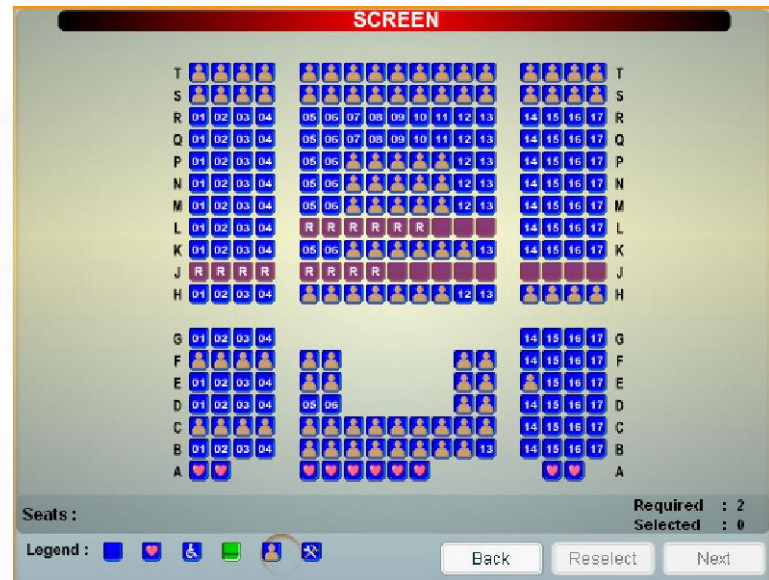 SCREEN
T T
S S
R 01 02 03 04 05 06 07 08 09 10 11 12 13 14 15 16 17 R
Q 01 02 03 04 05 06 07 08 09 10 11 12 13 14 15 16 17 Q
P 01 02 03 04 05 06 12 13 14 15 16 17 P
N 01 02 03 04 05 06 12 13 14 15 16 17 N
M 01 02 03 04 05 06 12 13 14 15 16 17 M
L 01 02 03 04 R R R R R R 14 15 16 17 L
K 01 02 03 04 05 06 13 14 15 16 17 K
J R R R R R R R R J
H 01 02 03 04 12 13 H
G 01 02 03 04 14 15 16 17 G
F 14 15 16 17 F
E 01 02 03 04 15 16 17 E
D 01 02 03 04 05 06 14 15 16 17 D
C 14 15 16 17 C
B 01 02 03 04 13 14 15 16 17 B
A A
Seats :
Required : 2
Selected : 0
Legend :
Back Reselect Next